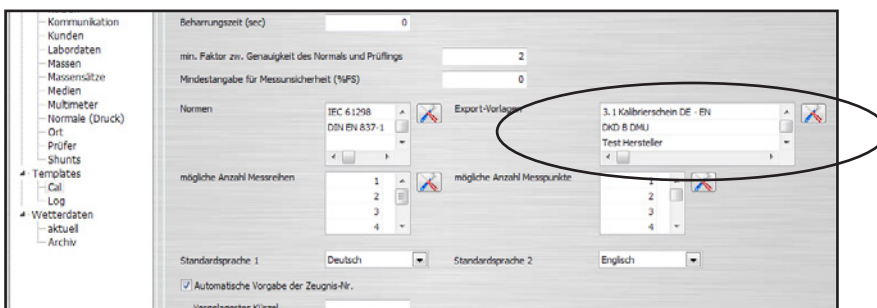 Kommunikation
Kunden
Labordaten
Massen
Massensätze
Medien
Multmeter
Normale (Druck)
Ort
Prüfer
Shunts
Templates
Cal
Log
Wetterdaten
aktuell
Archiv
Beharrungszeit (sec) 0
min. Faktor zw. Genauigkeit des Normals und Prüflings 2
Mindestangabe für Messunsicherheit (%FS) 0
Normen
IEC 61298
DIN EN 837-1
Export-Vorlagen
3.1 Kalibrierschein DE - EN
DKD B DMU
Test Hersteller
mögliche Anzahl Messreihen
1
2
3
4
mögliche Anzahl Messpunkte
1
2
3
4
Standardsprache 1 Deutsch
Standardsprache 2 Englisch
Automatische Vorgabe der Zeugnis-Nr.